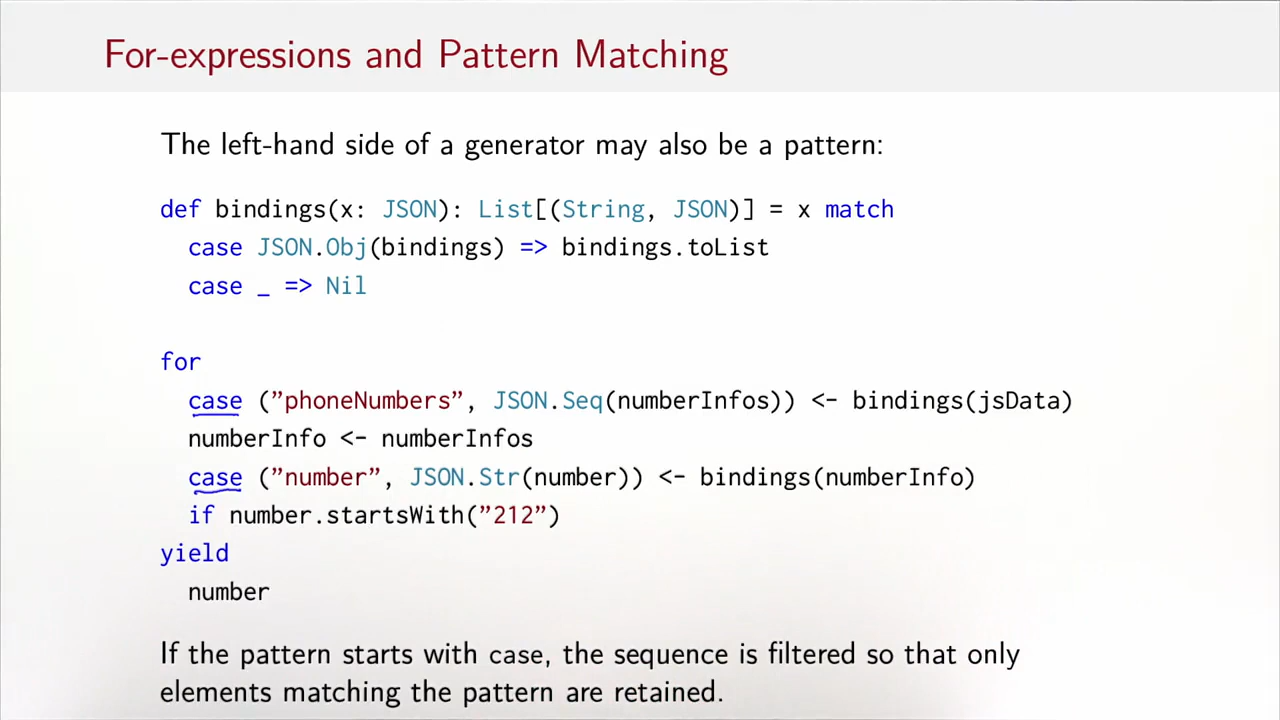 For-expressions and Pattern Matching
The left-hand side of a generator may also be a pattern:
def bindings(x: JSON): List[(String, JSON)] = x match
  case JSON.Obj(bindings) => bindings.toList
  case _ => Nil
for
  case (”phoneNumbers”, JSON.Seq(numberInfos)) <- bindings(jsData)
  numberInfo <- numberInfos
  case (”number”, JSON.Str(number)) <- bindings(numberInfo)
  if number.startsWith(”212”)
yield
  number
If the pattern starts with case, the sequence is filtered so that only
elements matching the pattern are retained.